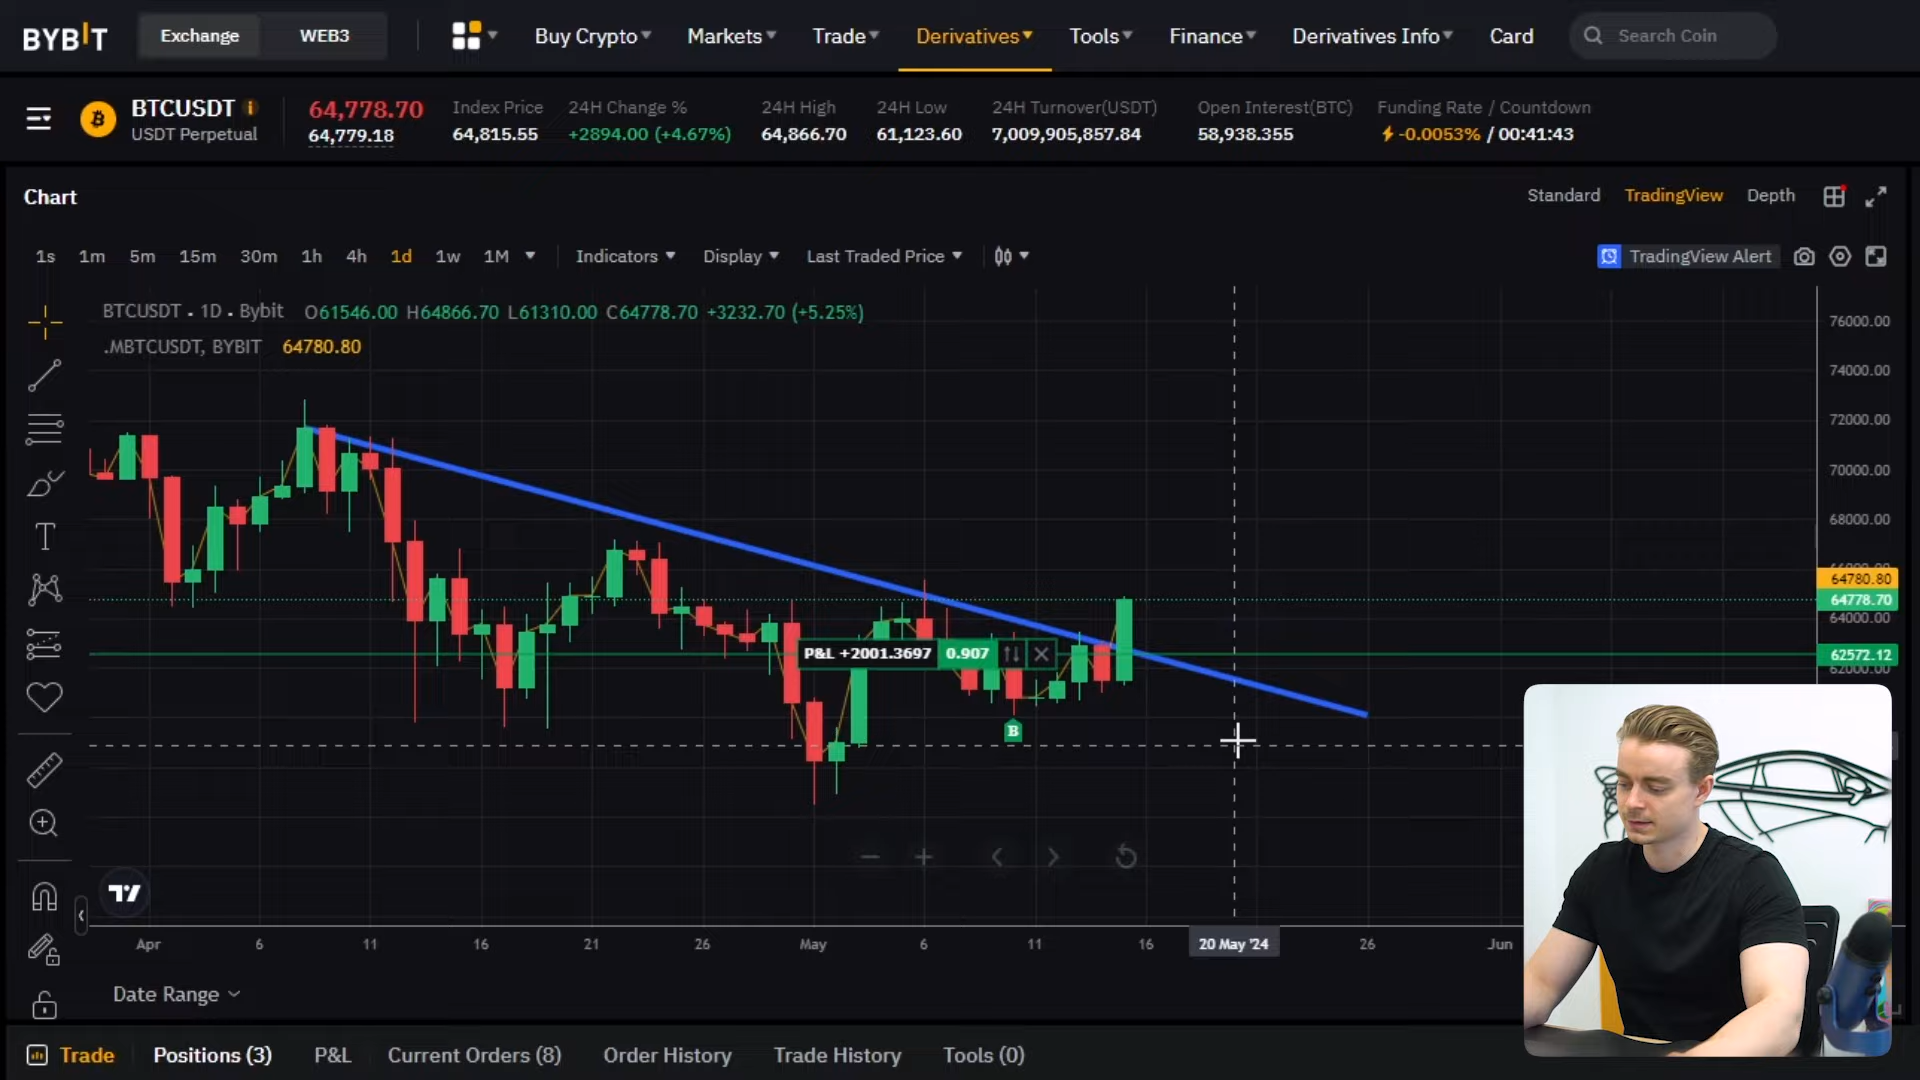 BYBIT Exchange WEB3 Buy Crypto Markets Trade Derivatives Tools Finance Derivatives Info Card Search Coin
BTCUSDT 64,778.70 Index Price 24H Change % 24H High 24H Low 24H Turnover(USDT) Open Interest(BTC) Funding Rate / Countdown
USDT Perpetual 64,779.18 64,815.55 +2894.00 (+4.67%) 64,866.70 61,123.60 7,009,905,857.84 58,938.355 -0.0053% / 00:41:43
Chart Standard TradingView Depth
1s 1m 5m 15m 30m 1h 4h 1d 1w 1M Indicators Display Last Traded Price TradingView Alert
BTCUSDT · 1D · Bybit O61546.00 H64866.70 L61310.00 C64778.70 +3232.70 (+5.25%)
.MBTCUSDT, BYBIT 64780.80
76000.00
74000.00
72000.00
70000.00
68000.00
64780.80
64778.70
64000.00
P&L +2001.3697 0.907
62572.12
62000.00
B
Apr 6 11 16 21 26 May 6 11 16 20 May '24 26 Jun
Date Range
Trade Positions (3) P&L Current Orders (8) Order History Trade History Tools (0)